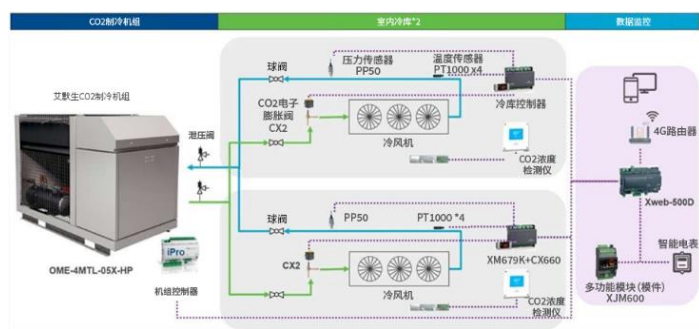 CO2制冷机组
室内冷库*2
数据监控
艾默生CO2制冷机组
泄压阀
OME-4MTL-05X-HP
iPro
机组控制器
球阀
压力传感器
PP50
温度传感器
PT1000 x4
CO2电子
膨胀阀
CX2
冷风机
冷库控制器
CO2浓度
检测仪
球阀
PP50
PT1000 *4
CX2
冷风机
XM679K+CX660
CO2浓度
检测仪
4G路由器
Xweb-500D
智能电表
多功能模块(模件)
XJM600